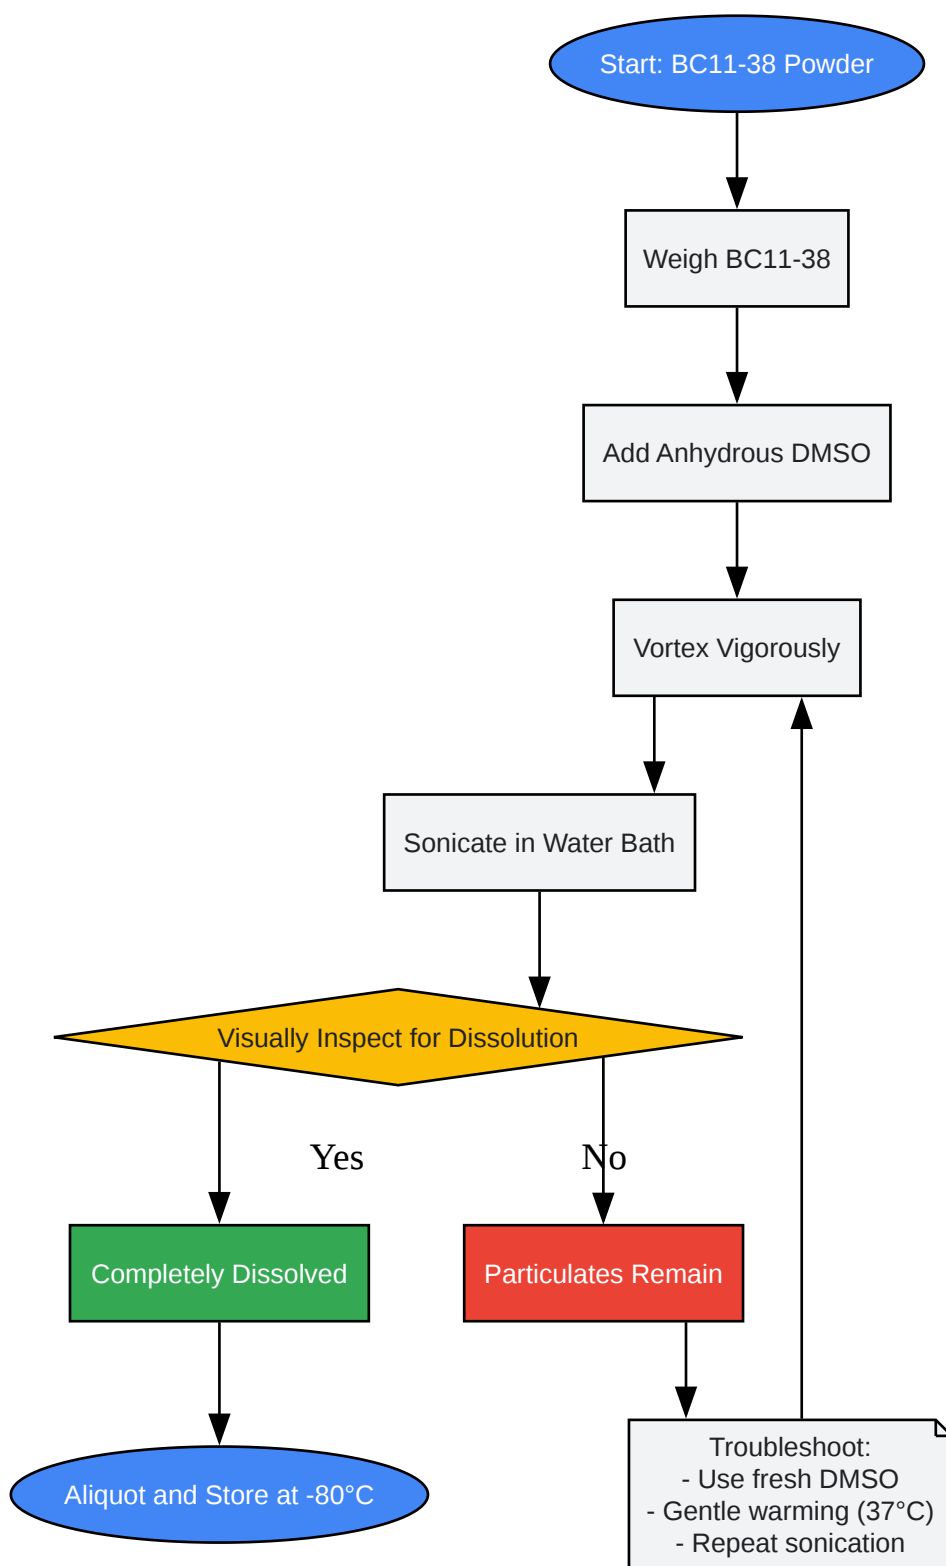 Start: BC11-38 Powder
Weigh BC11-38
Add Anhydrous DMSO
Vortex Vigorously
Sonicate in Water Bath
Visually Inspect for Dissolution
Yes
No
Completely Dissolved
Particulates Remain
Aliquot and Store at -80°C
Troubleshoot:
- Use fresh DMSO
- Gentle warming (37°C)
- Repeat sonication